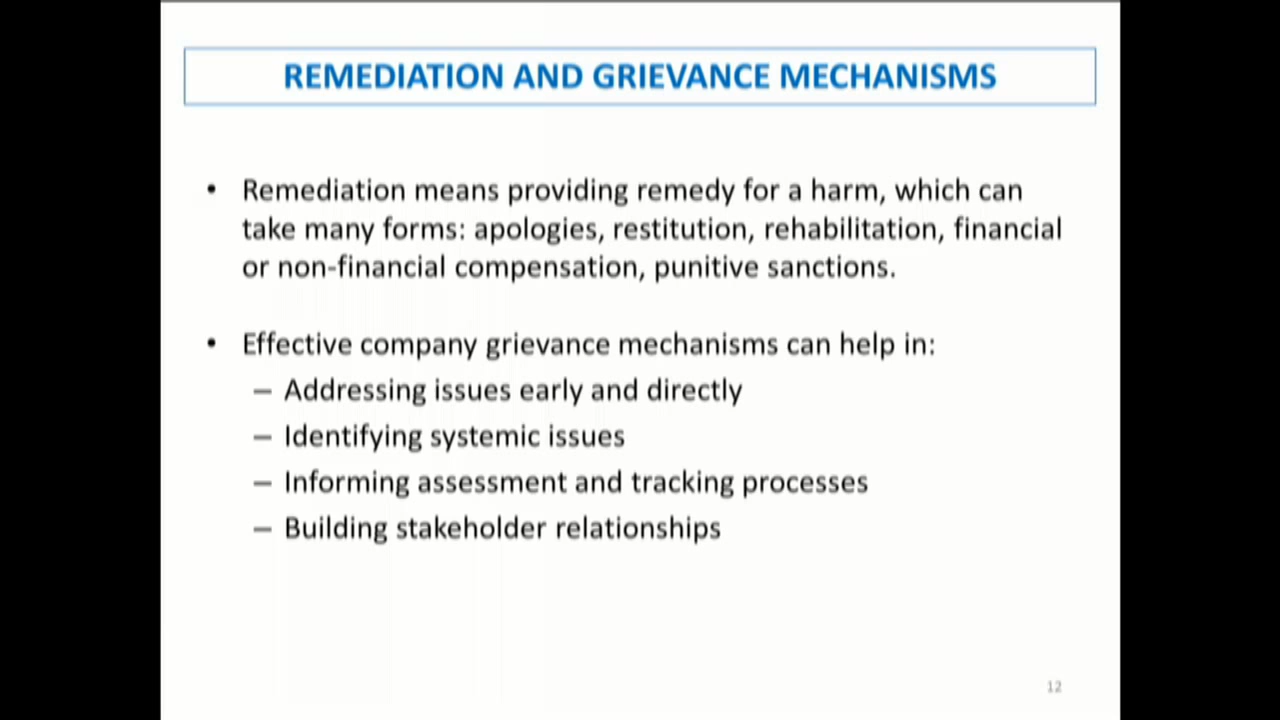 REMEDIATION AND GRIEVANCE MECHANISMS
• Remediation means providing remedy for a harm, which can
take many forms: apologies, restitution, rehabilitation, financial
or non-financial compensation, punitive sanctions.
• Effective company grievance mechanisms can help in:
– Addressing issues early and directly
– Identifying systemic issues
– Informing assessment and tracking processes
– Building stakeholder relationships
12